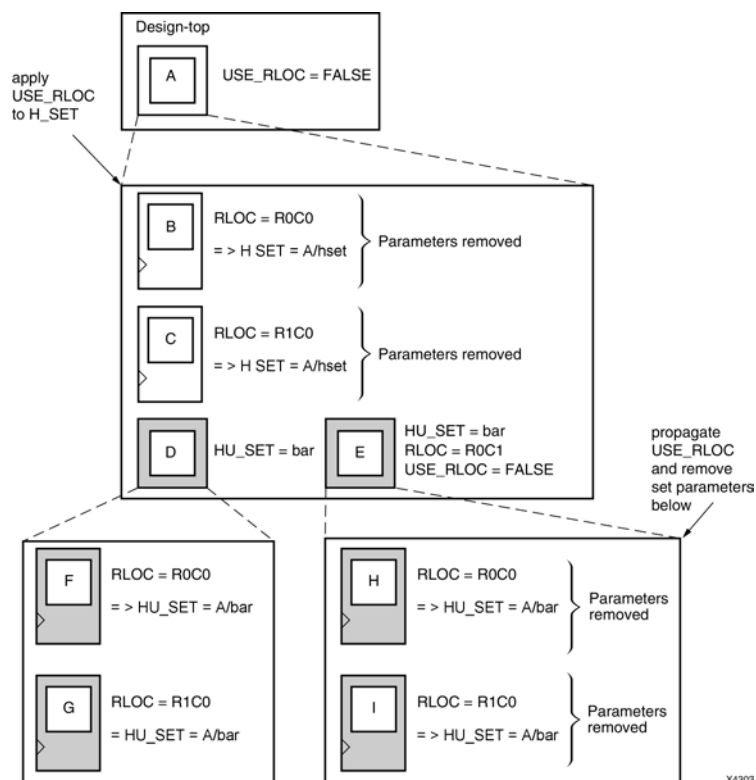 Design-top
A
USE_RLOC = FALSE
apply
USE_RLOC
to H_SET
B
RLOC = R0C0
= > H SET = A/hset
Parameters removed
C
RLOC = R1C0
= > H SET = A/hset
Parameters removed
D
HU_SET = bar
E
HU_SET = bar
RLOC = R0C1
USE_RLOC = FALSE
propagate
USE_RLOC
and remove
set parameters
below
F
RLOC = R0C0
= > HU_SET = A/bar
G
RLOC = R1C0
= HU_SET = A/bar
H
RLOC = R0C0
= > HU_SET = A/bar
Parameters
removed
I
RLOC = R1C0
= > HU_SET = A/bar
Parameters
removed